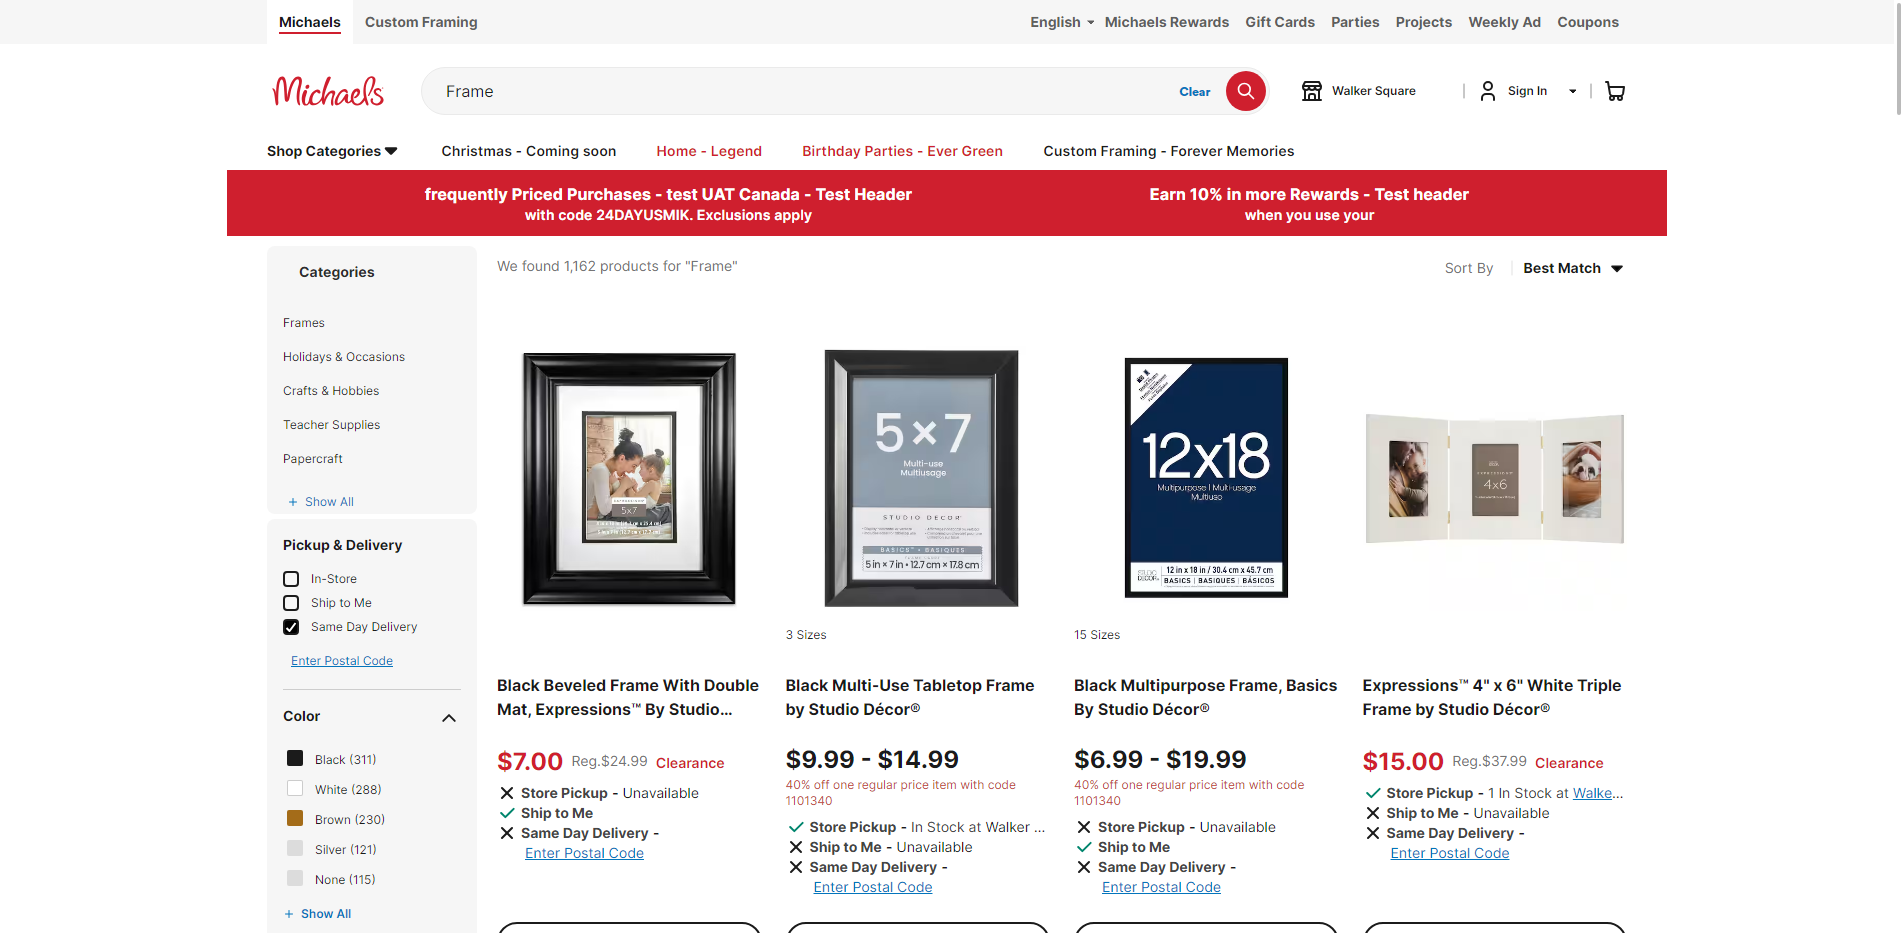 Michaels
Custom Framing
English
Michaels Rewards
Gift Cards
Parties
Projects
Weekly Ad
Coupons
Michaels
Frame
Clear
Walker Square
Sign In
Shop Categories
Christmas - Coming soon
Home - Legend
Birthday Parties - Ever Green
Custom Framing - Forever Memories
frequently Priced Purchases - test UAT Canada - Test Header
with code 24DAYUSMIK. Exclusions apply
Earn 10% in more Rewards - Test header
when you use your
Categories
Frames
Holidays & Occasions
Crafts & Hobbies
Teacher Supplies
Papercraft
+ Show All
Pickup & Delivery
In-Store
Ship to Me
Same Day Delivery
Enter Postal Code
Color
Black (311)
White (288)
Brown (230)
Silver (121)
None (115)
+ Show All
We found 1,162 products for "Frame"
Sort By
Best Match
5x7
Black Beveled Frame With Double
Mat, Expressions™ By Studio...
$7.00 Reg.$24.99 Clearance
Store Pickup - Unavailable
Ship to Me
Same Day Delivery -
Enter Postal Code
5×7
Multi-use
Multiusage
STUDIO DECOR
BASICS™ • BASIQUES
5 in × 7 in • 12.7 cm × 17.8 cm
3 Sizes
Black Multi-Use Tabletop Frame
by Studio Décor®
$9.99 - $14.99
40% off one regular price item with code
1101340
Store Pickup - In Stock at Walker ...
Ship to Me - Unavailable
Same Day Delivery -
Enter Postal Code
12x18
Multipurpose | Multi-usage
Multiuso
STUDIO
DECOR
12 in x 18 in / 30.4 cm x 45.7 cm
BASICS | BASIQUES | BÁSICOS
15 Sizes
Black Multipurpose Frame, Basics
By Studio Décor®
$6.99 - $19.99
40% off one regular price item with code
1101340
Store Pickup - Unavailable
Ship to Me
Same Day Delivery -
Enter Postal Code
4x6
Expressions™ 4" x 6" White Triple
Frame by Studio Décor®
$15.00 Reg.$37.99 Clearance
Store Pickup - 1 In Stock at Walke...
Ship to Me - Unavailable
Same Day Delivery -
Enter Postal Code